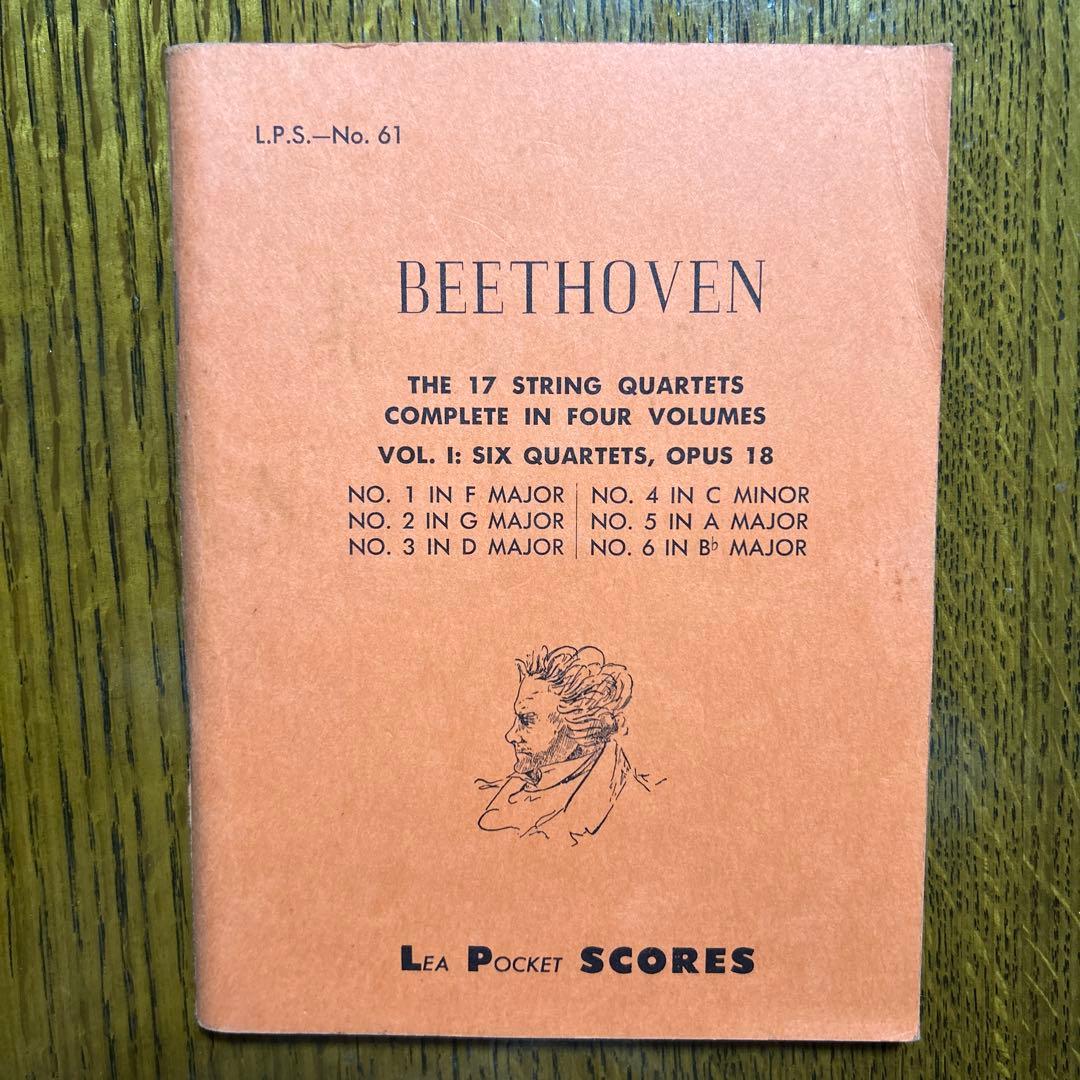 L.P.S.—No. 61
BEETHOVEN
THE 17 STRING QUARTETS
COMPLETE IN FOUR VOLUMES
VOL. I: SIX QUARTETS, OPUS 18
NO. 1 IN F MAJOR
NO. 2 IN G MAJOR
NO. 3 IN D MAJOR
NO. 4 IN C MINOR
NO. 5 IN A MAJOR
NO. 6 IN B♭ MAJOR
LEA POCKET SCORES